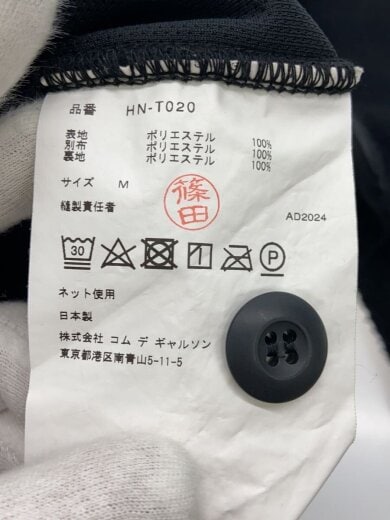 品番 HN-T020
表地 ポリエステル 100%
別布 ポリエステル 100%
裏地 ポリエステル 100%
サイズ M
縫製責任者 篠田 AD2024
30 P
ネット使用
日本製
株式会社 コム デ ギャルソン
東京都港区南青山5-11-5